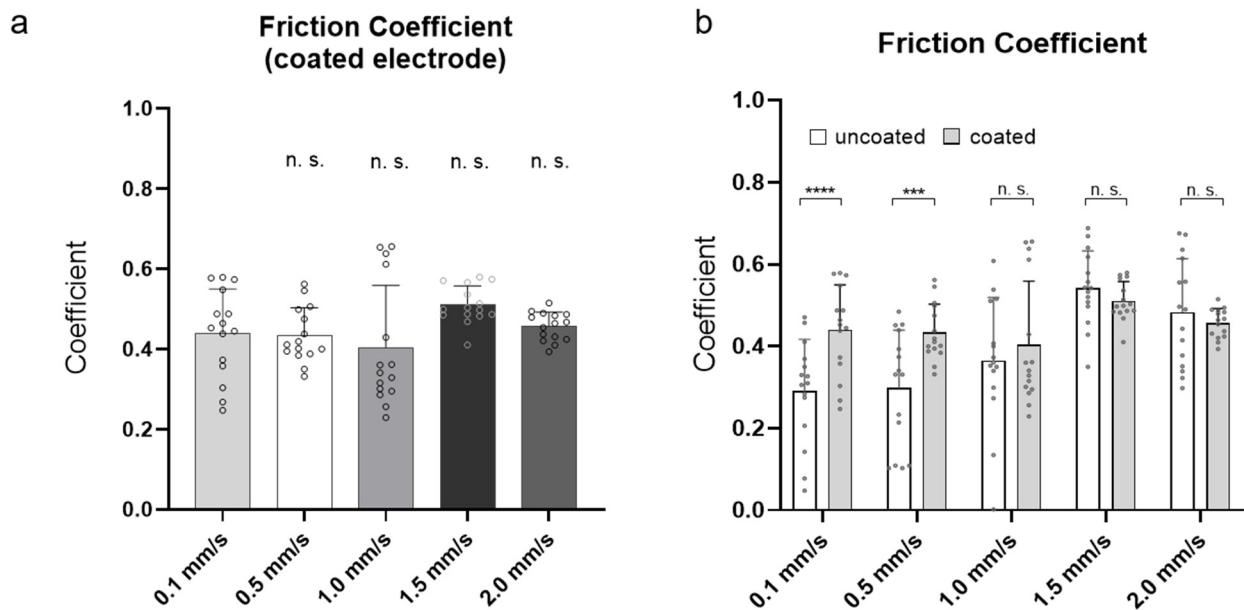 a
Friction Coefficient
(coated electrode)
Coefficient
1.0
0.8
0.6
0.4
0.2
0.0
n. s.
n. s.
n. s.
n. s.
0.1 mm/s
0.5 mm/s
1.0 mm/s
1.5 mm/s
2.0 mm/s
b
Friction Coefficient
Coefficient
1.0
0.8
0.6
0.4
0.2
0.0
uncoated coated
****
***
n. s.
n. s.
n. s.
0.1 mm/s
0.5 mm/s
1.0 mm/s
1.5 mm/s
2.0 mm/s